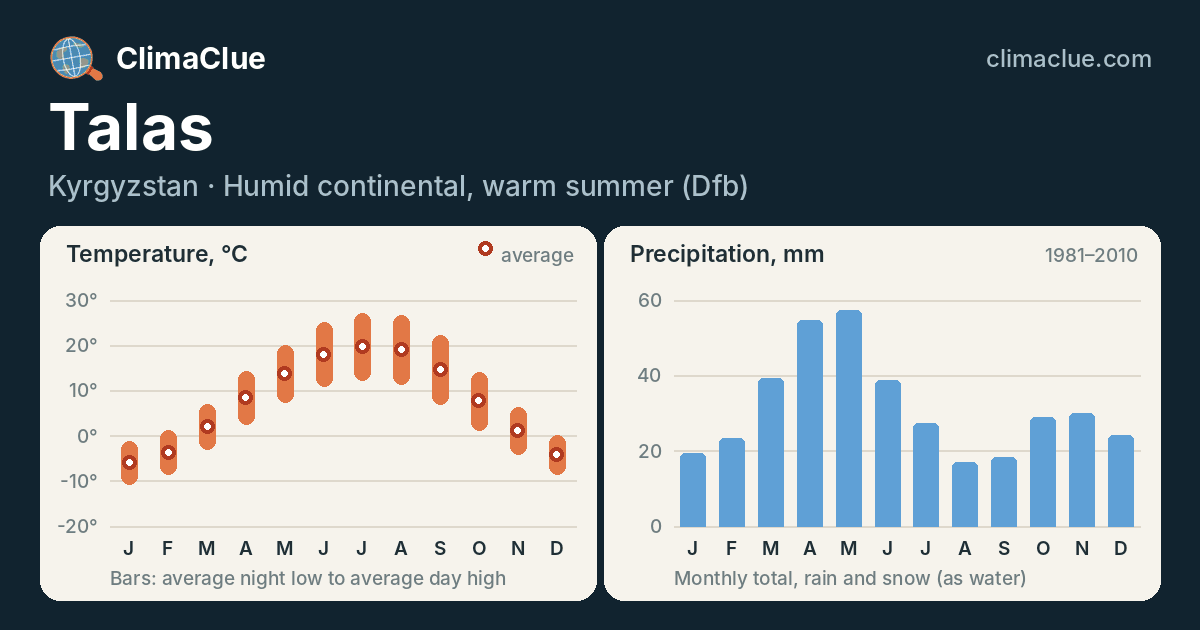 ClimaClue
climaclue.com
Talas
Kyrgyzstan · Humid continental, warm summer (Dfb)
Temperature, °C
average
30°
20°
10°
0°
-10°
-20°
J F M A M J J A S O N D
Bars: average night low to average day high
Precipitation, mm
1981–2010
60
40
20
0
J F M A M J J A S O N D
Monthly total, rain and snow (as water)